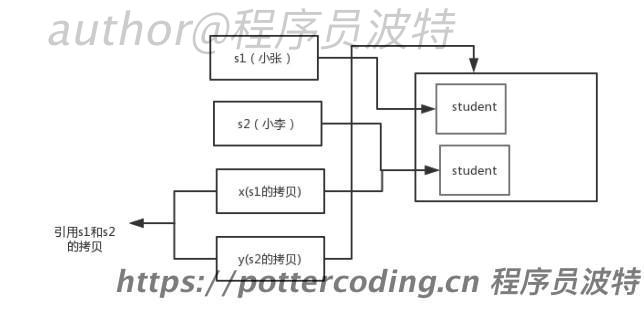 author@程序员波特
s1（小张）
s2（小李）
student
student
x(s1的拷贝)
引用s1和s2
的拷贝
y(s2的拷贝)
https://pottercoding.cn 程序员波特